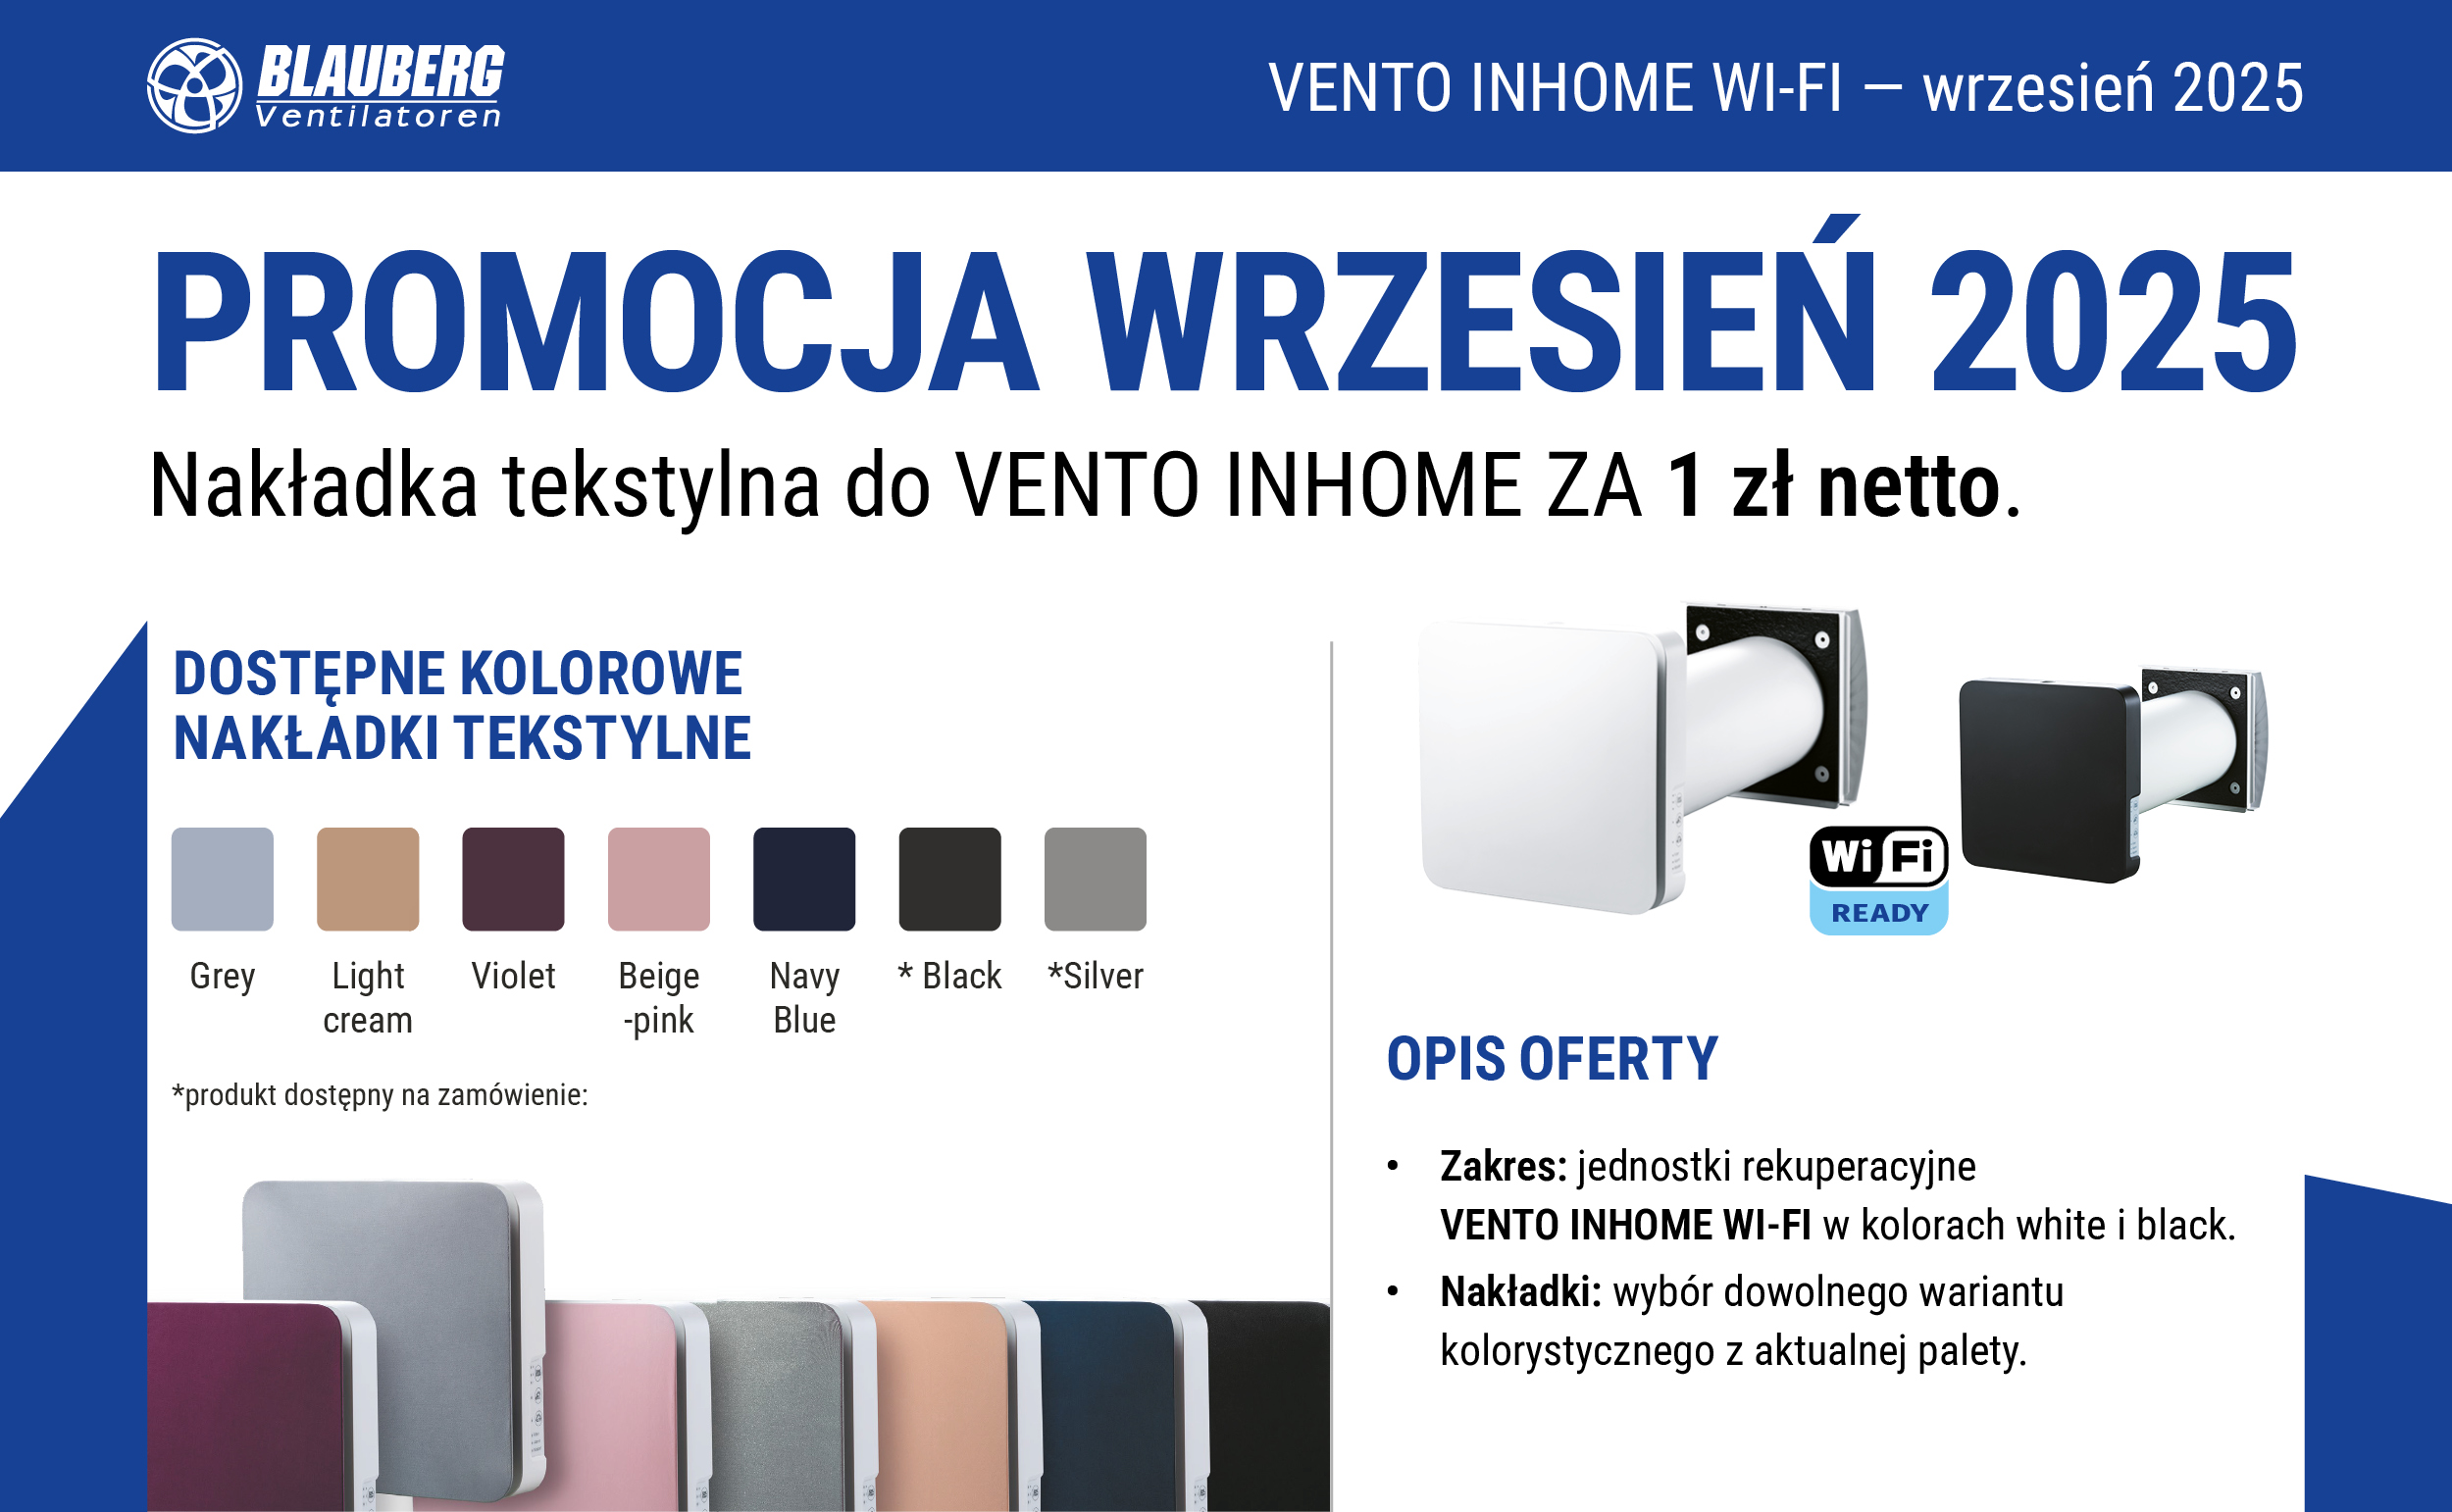 BLAUBERG
Ventilatoren
VENTO INHOME WI-FI — wrzesień 2025
PROMOCJA WRZESIEŃ 2025
Nakładka tekstylna do VENTO INHOME ZA 1 zł netto.
DOSTĘPNE KOLOROWE
NAKŁADKI TEKSTYLNE
Grey
Light
cream
Violet
Beige
-pink
Navy
Blue
* Black
*Silver
*produkt dostępny na zamówienie:
Wi Fi
READY
OPIS OFERTY
• Zakres: jednostki rekuperacyjne
VENTO INHOME WI-FI w kolorach white i black.
• Nakładki: wybór dowolnego wariantu
kolorystycznego z aktualnej palety.